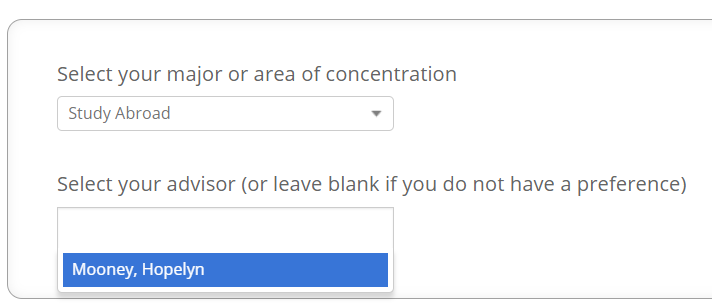 Select your major or area of concentration
Study Abroad
Select your advisor (or leave blank if you do not have a preference)
Mooney, Hopelyn